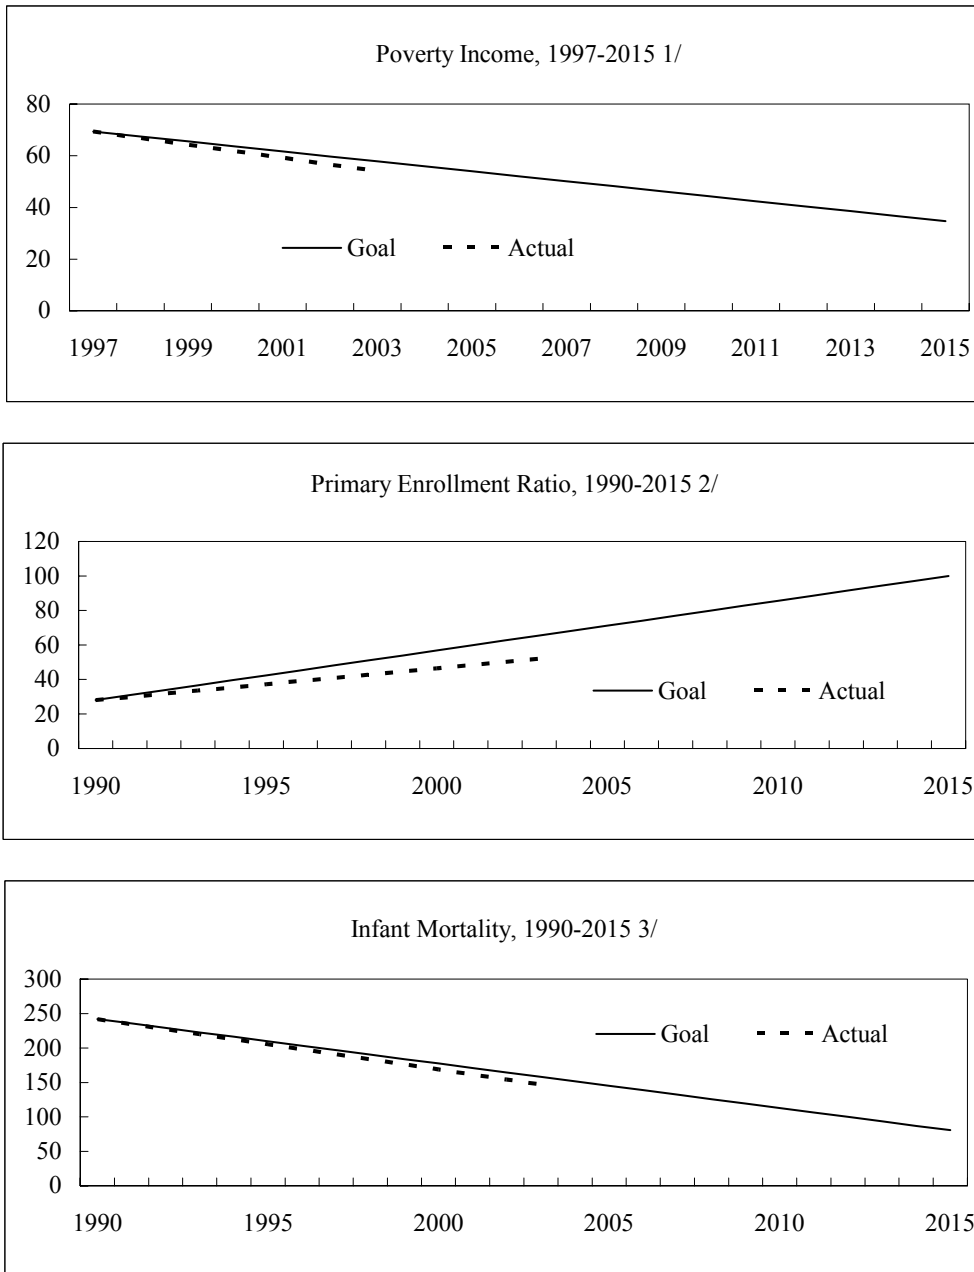 Poverty Income, 1997-2015 1/
80
60
40
20
0
Goal Actual
1997 1999 2001 2003 2005 2007 2009 2011 2013 2015
Primary Enrollment Ratio, 1990-2015 2/
120
100
80
60
40
20
0
Goal Actual
1990 1995 2000 2005 2010 2015
Infant Mortality, 1990-2015 3/
300
250
200
150
100
50
0
Goal Actual
1990 1995 2000 2005 2010 2015